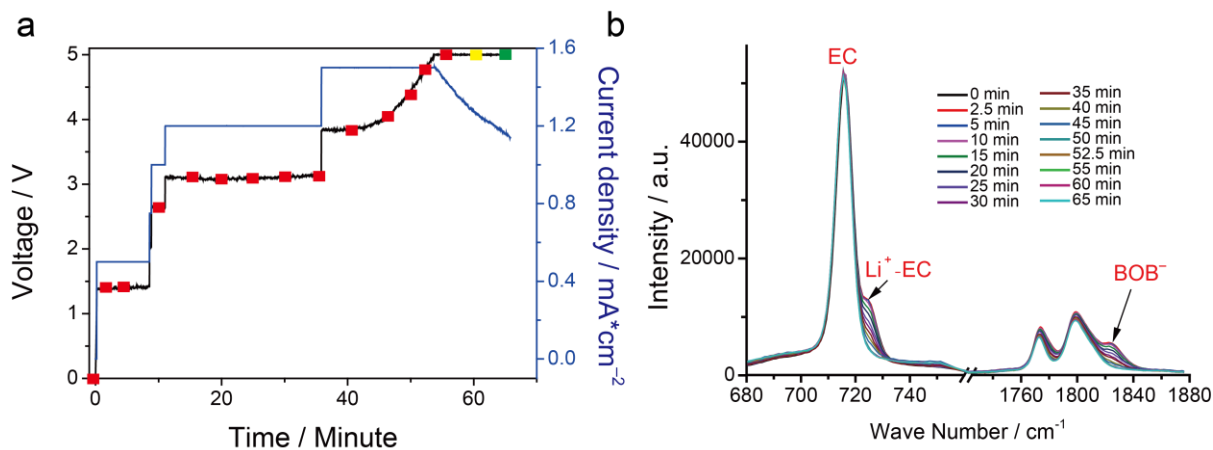 a
Voltage / V
5
4
3
2
1
0
0
20
40
60
Time / Minute
1.6
1.2
0.8
0.4
0.0
Current density / mA*cm⁻²
b
Intensity / a.u.
40000
20000
0
680
700
720
740
1760
1800
1840
1880
Wave Number / cm⁻¹
EC
Li⁺-EC
BOB⁻
0 min
2.5 min
5 min
10 min
15 min
20 min
25 min
30 min
35 min
40 min
45 min
50 min
52.5 min
55 min
60 min
65 min